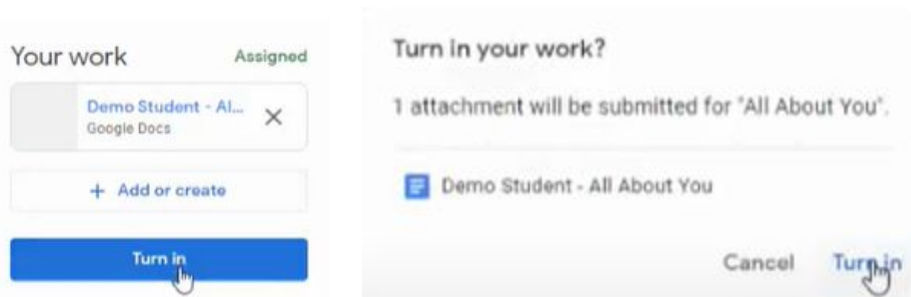 Your work
Assigned
Demo Student - Al...
Google Docs
+ Add or create
Turn in
Turn in your work?
1 attachment will be submitted for "All About You".
Demo Student - All About You
Cancel
Turn in